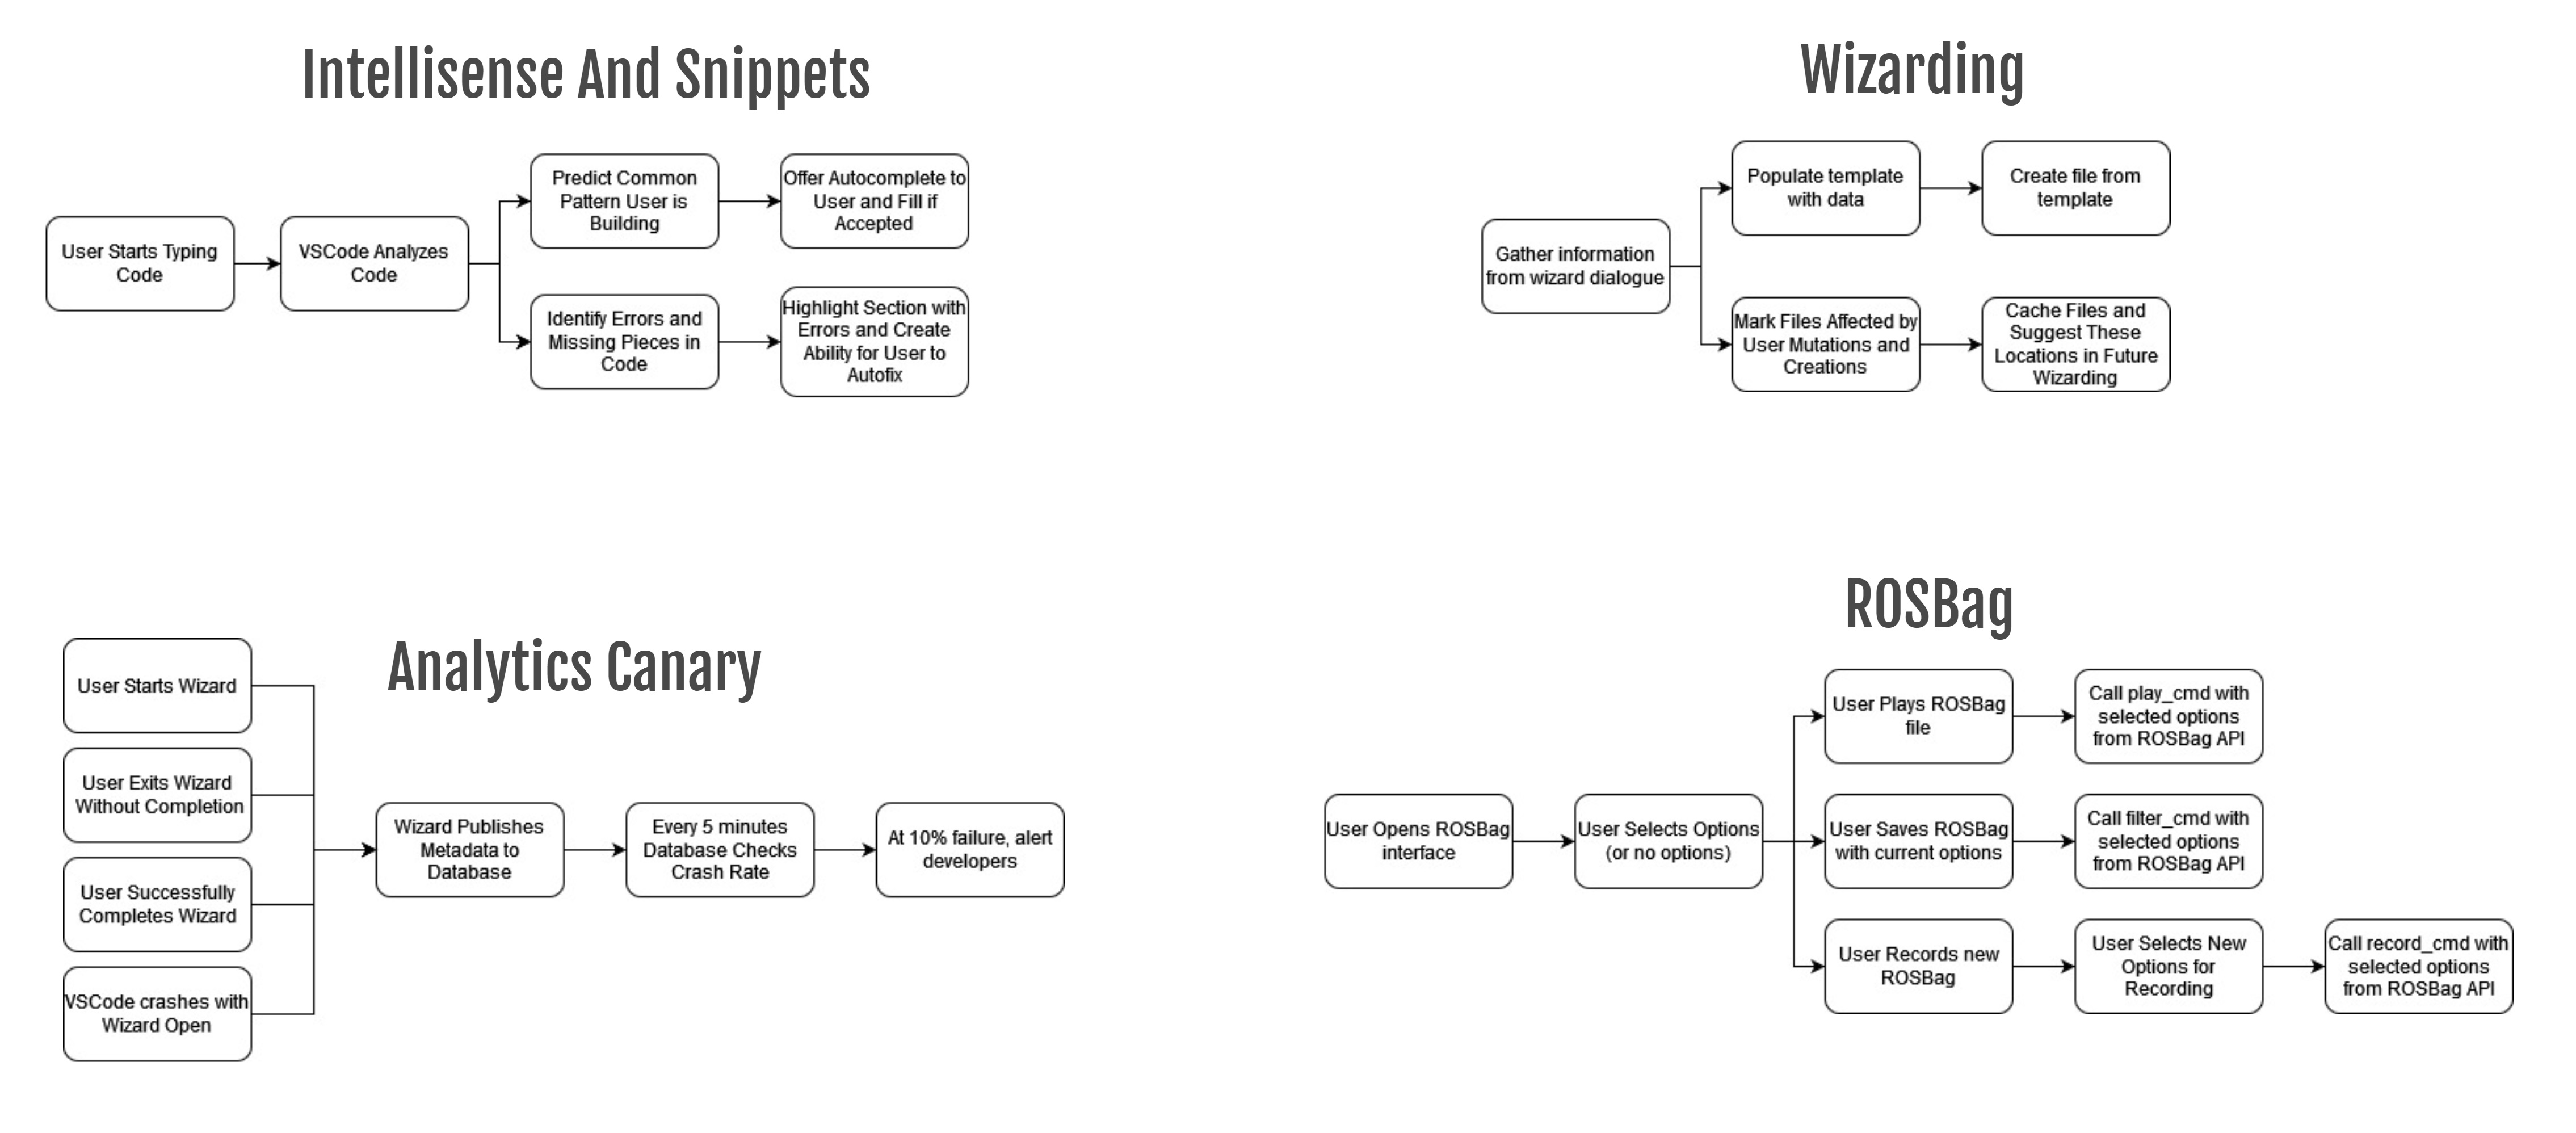 Intellisense And Snippets
User Starts Typing
Code
VSCode Analyzes
Code
Predict Common
Pattern User is
Building
Offer Autocomplete to
User and Fill if
Accepted
Identify Errors and
Missing Pieces in
Code
Highlight Section with
Errors and Create
Ability for User to
Autofix
Wizarding
Gather information
from wizard dialogue
Populate template
with data
Create file from
template
Mark Files Affected by
User Mutations and
Creations
Cache Files and
Suggest These
Locations in Future
Wizarding
Analytics Canary
User Starts Wizard
User Exits Wizard
Without Completion
User Successfully
Completes Wizard
VSCode crashes with
Wizard Open
Wizard Publishes
Metadata to
Database
Every 5 minutes
Database Checks
Crash Rate
At 10% failure, alert
developers
ROSBag
User Opens ROSBag
interface
User Selects Options
(or no options)
User Plays ROSBag
file
Call play_cmd with
selected options
from ROSBag API
User Saves ROSBag
with current options
Call filter_cmd with
selected options
from ROSBag API
User Records new
ROSBag
User Selects New
Options for
Recording
Call record_cmd with
selected options
from ROSBag API